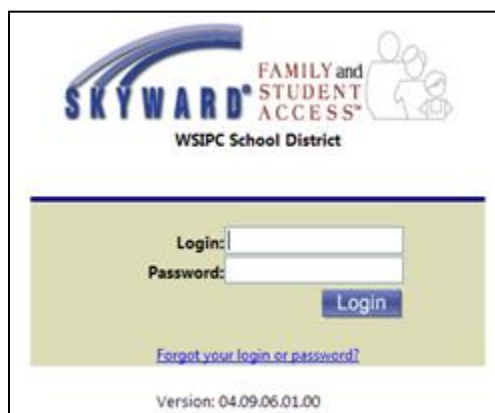 SKYWARD® FAMILY and
STUDENT
ACCESS℠
WSIPC School District
Login:
Password:
Login
Forgot your login or password?
Version: 04.09.06.01.00